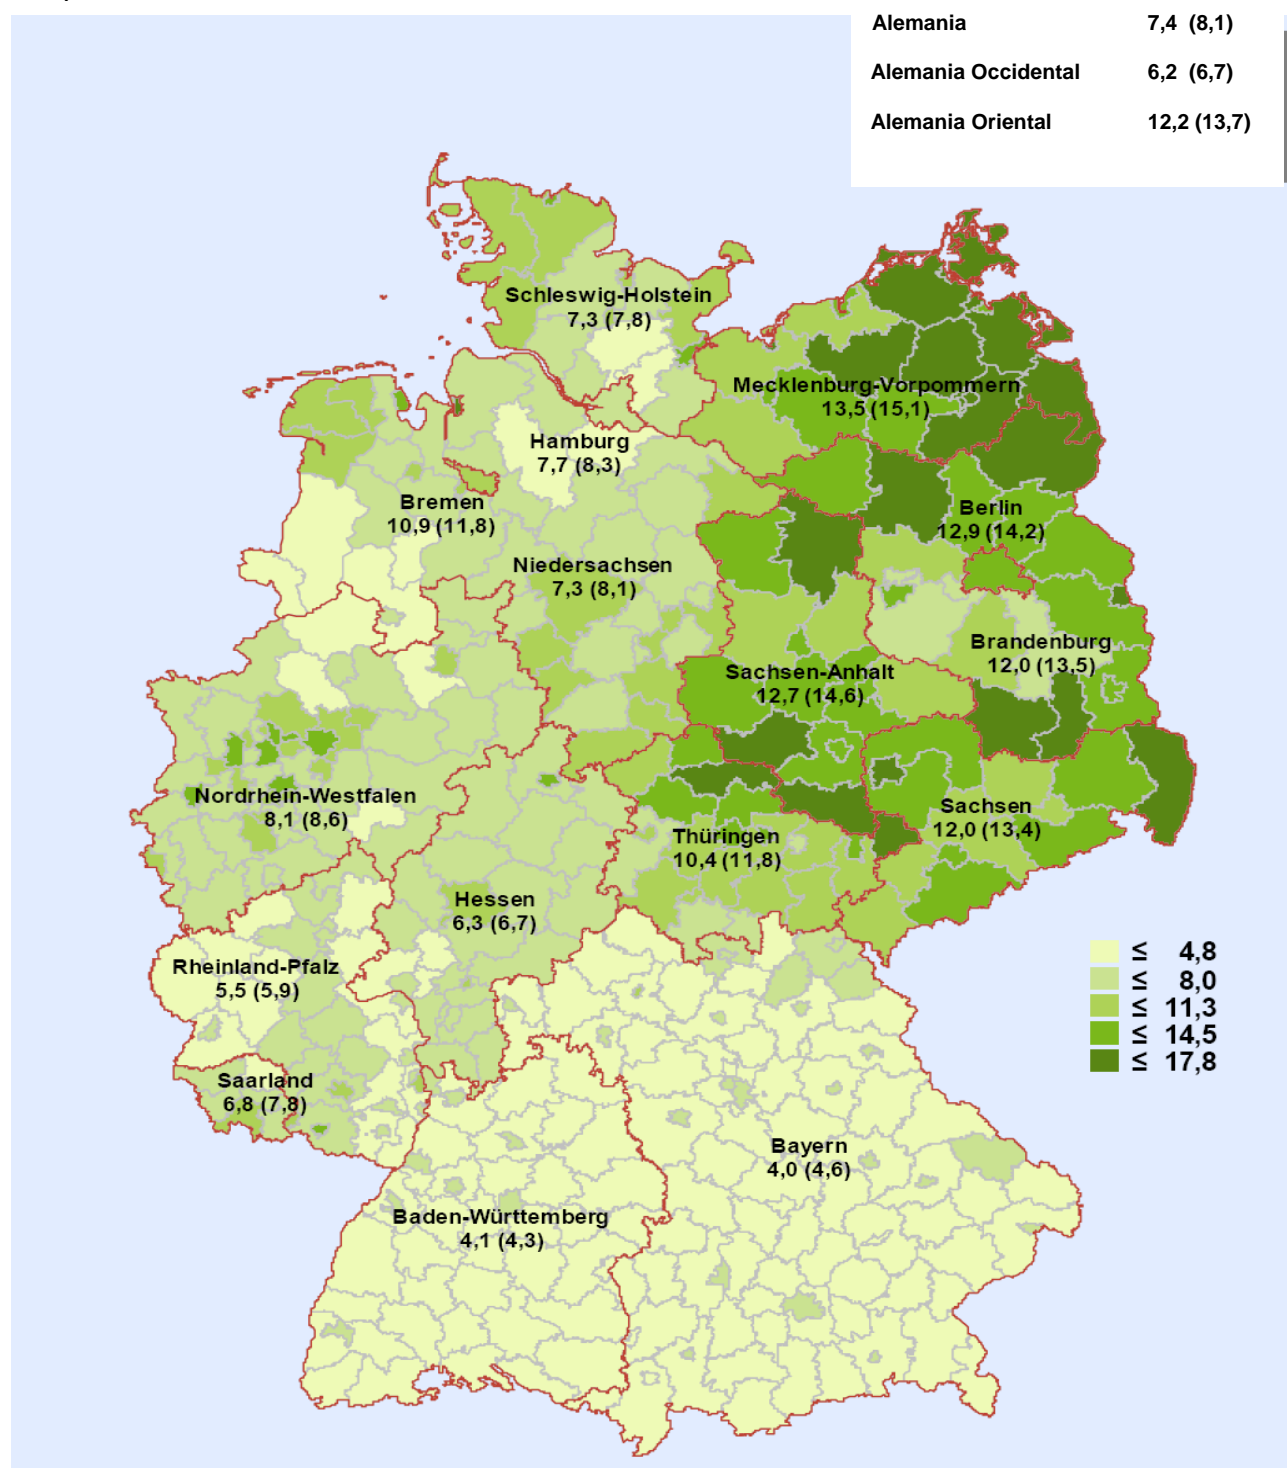 Alemania 7,4 (8,1)
Alemania Occidental 6,2 (6,7)
Alemania Oriental 12,2 (13,7)
Schleswig-Holstein
7,3 (7,8)
Mecklenburg-Vorpommern
13,5 (15,1)
Hamburg
7,7 (8,3)
Bremen
10,9 (11,8)
Berlin
12,9 (14,2)
Niedersachsen
7,3 (8,1)
Brandenburg
12,0 (13,5)
Sachsen-Anhalt
12,7 (14,6)
Nordrhein-Westfalen
8,1 (8,6)
Sachsen
12,0 (13,4)
Thüringen
10,4 (11,8)
Hessen
6,3 (6,7)
Rheinland-Pfalz
5,5 (5,9)
≤ 4,8
≤ 8,0
≤ 11,3
≤ 14,5
≤ 17,8
Saarland
6,8 (7,8)
Bayern
4,0 (4,6)
Baden-Württemberg
4,1 (4,3)